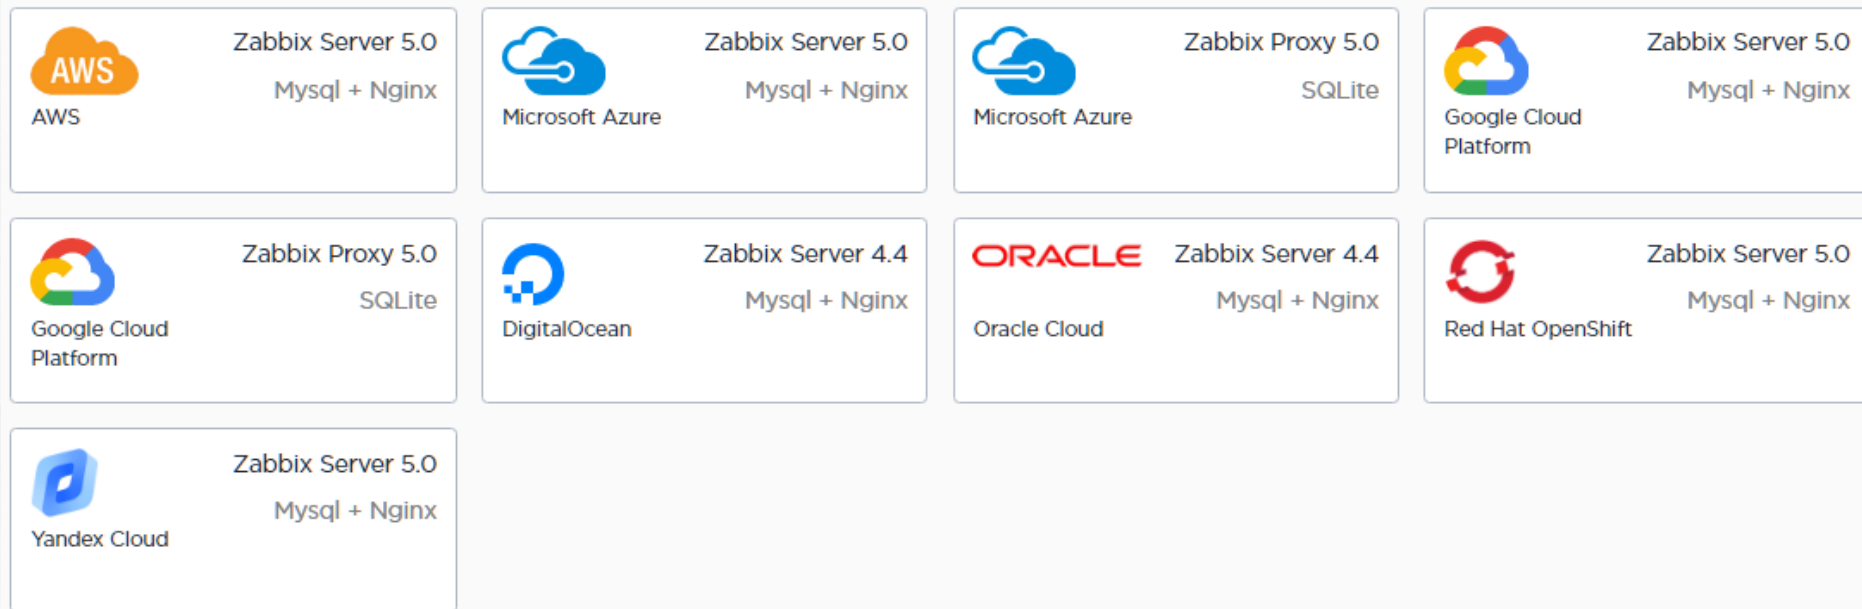 AWS
Zabbix Server 5.0
Mysql + Nginx
AWS
Zabbix Server 5.0
Mysql + Nginx
Microsoft Azure
Zabbix Proxy 5.0
SQLite
Microsoft Azure
Zabbix Server 5.0
Mysql + Nginx
Google Cloud
Platform
Zabbix Proxy 5.0
SQLite
Google Cloud
Platform
Zabbix Server 4.4
Mysql + Nginx
DigitalOcean
ORACLE
Zabbix Server 4.4
Mysql + Nginx
Oracle Cloud
Zabbix Server 5.0
Mysql + Nginx
Red Hat OpenShift
Zabbix Server 5.0
Mysql + Nginx
Yandex Cloud